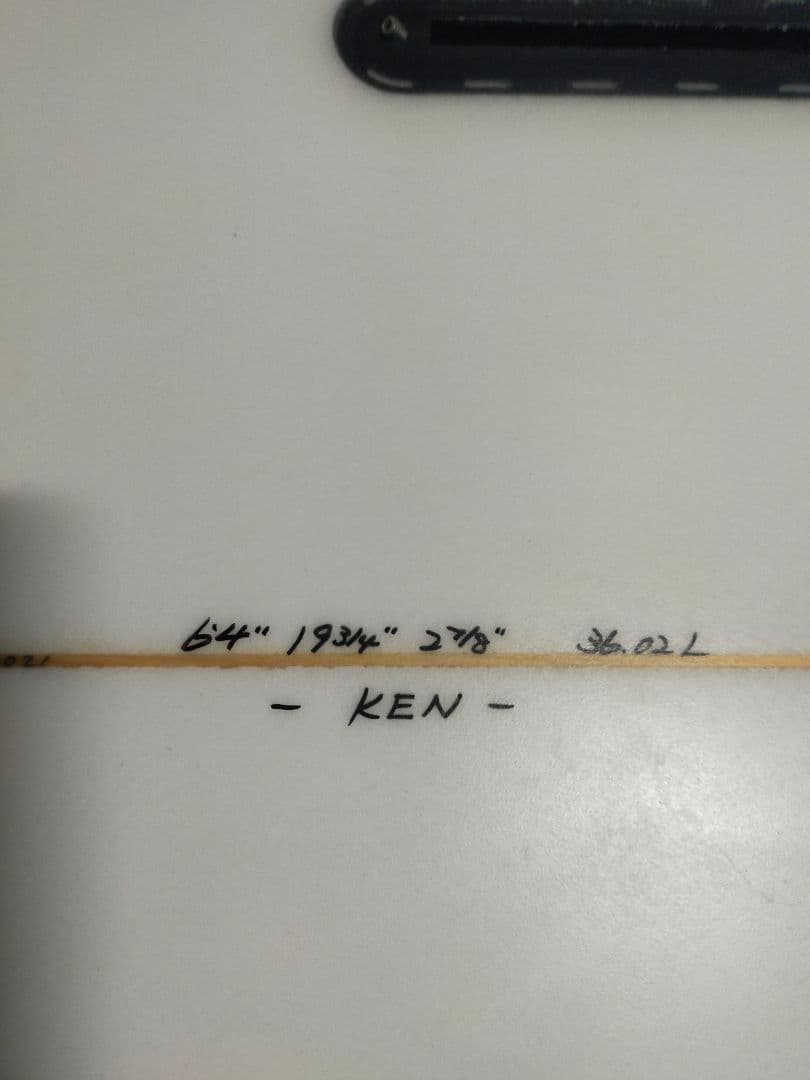 6'4" 19 3/4" 2 7/8" 36.02 L
- KEN -